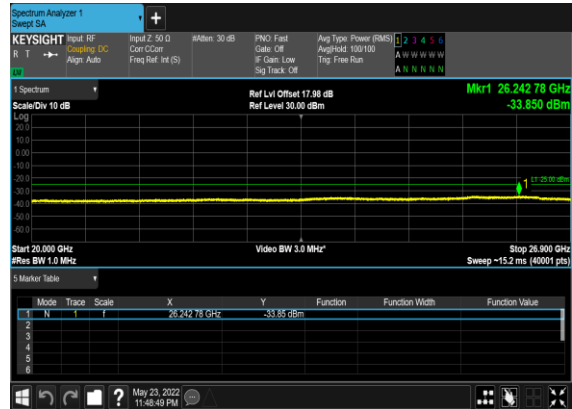 Spectrum Analyzer 1
Swept SA
KEYSIGHT Input: RF Input Z: 50 Ω #Atten: 30 dB PNO: Fast Avg Type: Power (RMS) 1 2 3 4 5 6
R T Coupling: DC Corr CCorr Gate: Off Avg|Hold: 100/100 A W W W W W
Align: Auto Freq Ref: Int (S) IF Gain: Low Trig: Free Run A N N N N N
Sig Track: Off
1 Spectrum Ref Lvl Offset 17.98 dB Mkr1 26.242 78 GHz
Scale/Div 10 dB Ref Level 30.00 dBm -33.850 dBm
Log
20.0
10.0
0.00
-10.0
-20.0
1 L1 -25.00 dBm
-30.0
-40.0
-50.0
-60.0
Start 20.000 GHz Video BW 3.0 MHz* Stop 26.900 GHz
#Res BW 1.0 MHz Sweep ~15.2 ms (40001 pts)
5 Marker Table
Mode Trace Scale X Y Function Function Width Function Value
1 N 1 f 26.242 78 GHz -33.85 dBm
2
3
4
5
6
? May 23, 2022
11:48:49 PM